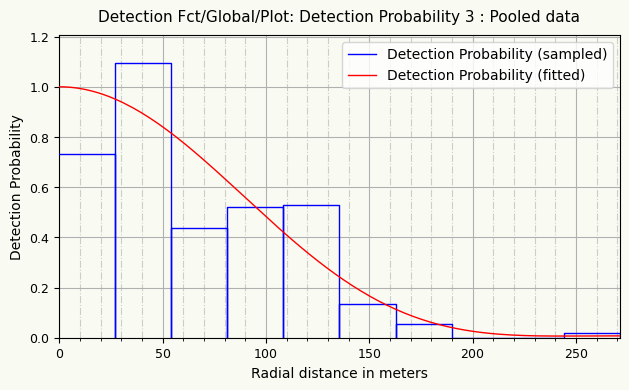 Detection Fct/Global/Plot: Detection Probability 3 : Pooled data
Detection Probability (sampled)
Detection Probability (fitted)
Detection Probability
1.2
1.0
0.8
0.6
0.4
0.2
0.0
0 50 100 150 200 250
Radial distance in meters